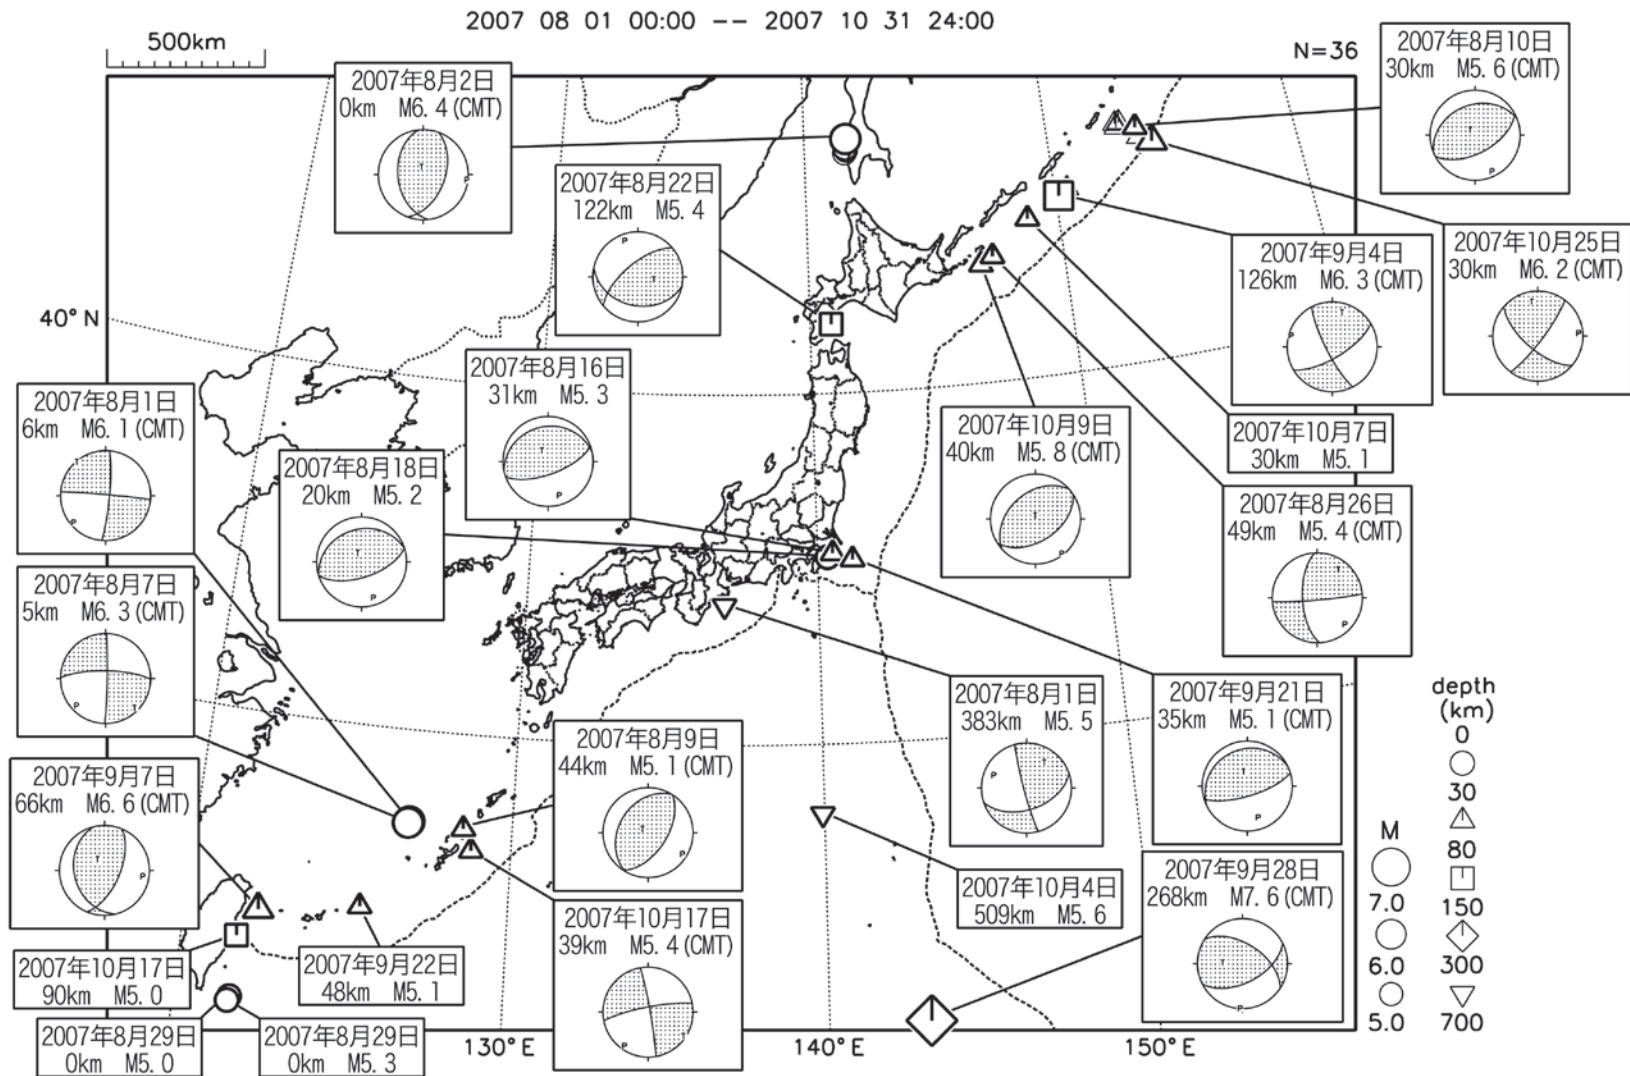 2007 08 01 00:00 -- 2007 10 31 24:00
500km
N=36
2007年8月2日
0km M6.4(CMT)
2007年8月10日
30km M5.6(CMT)
2007年8月22日
122km M5.4
2007年9月4日
126km M6.3(CMT)
2007年10月25日
30km M6.2(CMT)
40°N
2007年8月16日
31km M5.3
2007年8月1日
6km M6.1(CMT)
2007年8月18日
20km M5.2
2007年10月9日
40km M5.8(CMT)
2007年10月7日
30km M5.1
2007年8月26日
49km M5.4(CMT)
2007年8月7日
5km M6.3(CMT)
2007年8月1日
383km M5.5
2007年9月21日
35km M5.1(CMT)
2007年8月9日
44km M5.1(CMT)
2007年9月7日
66km M6.6(CMT)
2007年10月4日
509km M5.6
2007年9月28日
268km M7.6(CMT)
2007年10月17日
39km M5.4(CMT)
2007年10月17日
90km M5.0
2007年9月22日
48km M5.1
2007年8月29日
0km M5.0
2007年8月29日
0km M5.3
130°E
140°E
150°E
M
7.0
6.0
5.0
depth
(km)
0
30
80
150
300
700